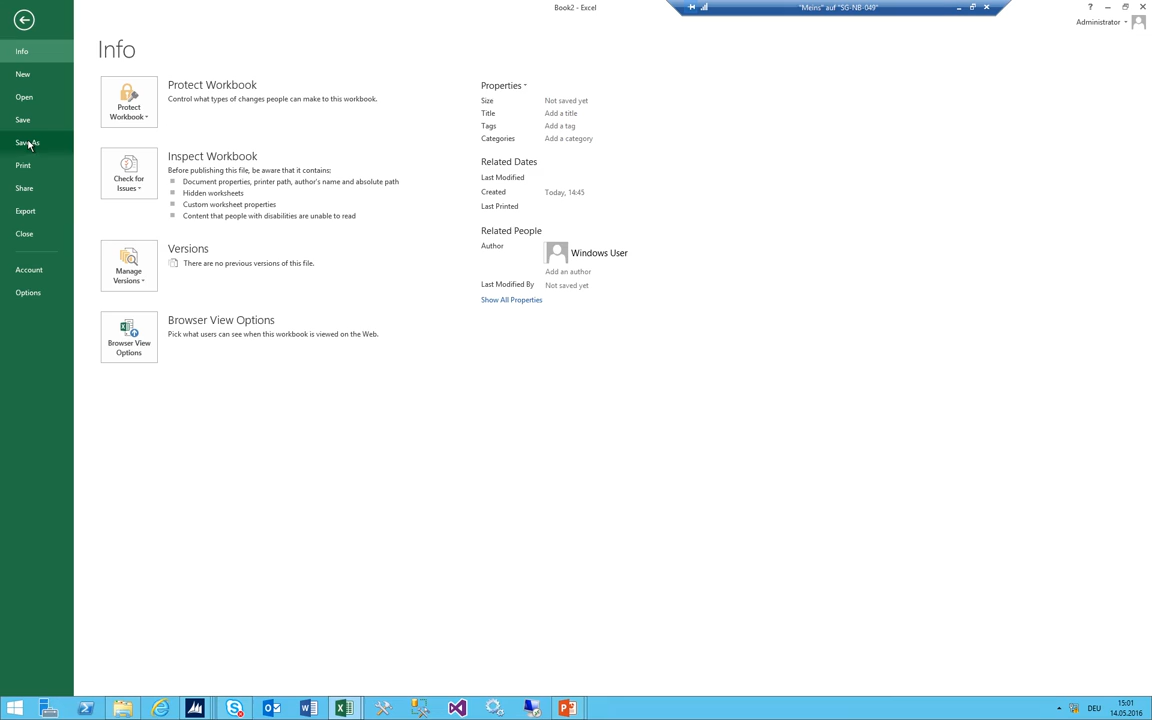 Book2 - Excel
"Meins" auf "SG-NB-049"
?
Administrator
Info
New
Open
Save
Save As
Print
Share
Export
Close
Account
Options
Info
Protect Workbook
Protect Workbook
Control what types of changes people can make to this workbook.
Check for Issues
Inspect Workbook
Before publishing this file, be aware that it contains:
Document properties, printer path, author's name and absolute path
Hidden worksheets
Custom worksheet properties
Content that people with disabilities are unable to read
Manage Versions
Versions
There are no previous versions of this file.
Browser View Options
Browser View Options
Pick what users can see when this workbook is viewed on the Web.
Properties
Size Not saved yet
Title Add a title
Tags Add a tag
Categories Add a category
Related Dates
Last Modified
Created Today, 14:45
Last Printed
Related People
Author Windows User
Add an author
Last Modified By Not saved yet
Show All Properties
DEU
15:01
14.05.2016